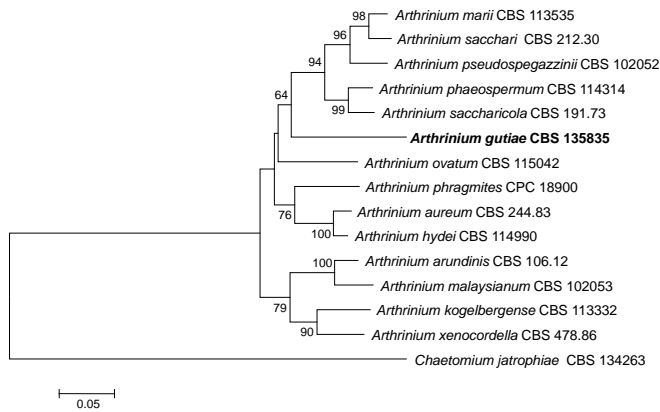 98
Arthrinium marii CBS 113535
96
Arthrinium sacchari CBS 212.30
94
Arthrinium pseudospegazzinii CBS 102052
64
Arthrinium phaeospermum CBS 114314
99
Arthrinium saccharicola CBS 191.73
Arthrinium gutiae CBS 135835
Arthrinium ovatum CBS 115042
Arthrinium phragmites CPC 18900
76
Arthrinium aureum CBS 244.83
100
Arthrinium hydei CBS 114990
100
Arthrinium arundinis CBS 106.12
79
Arthrinium malaysianum CBS 102053
Arthrinium kogelbergense CBS 113332
90
Arthrinium xenocordella CBS 478.86
Chaetomium jatrophiae CBS 134263
0.05